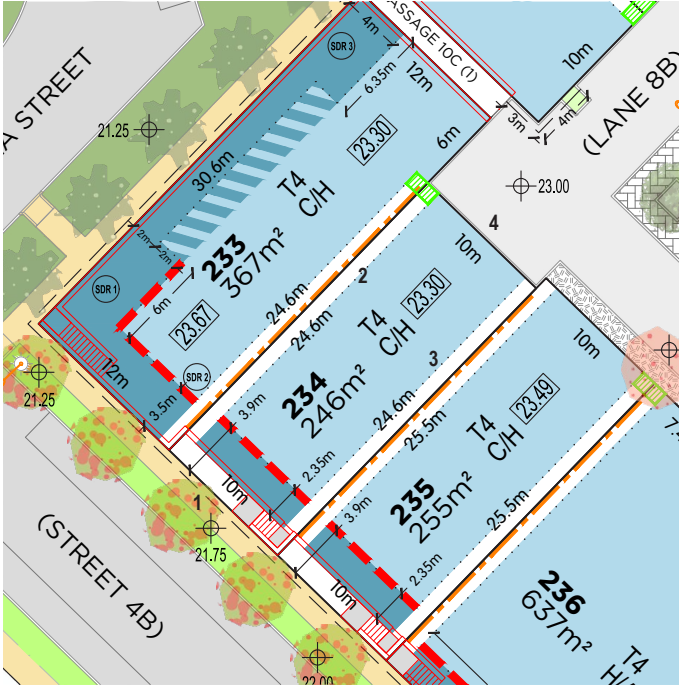 ASSAGE 10C (1)
4m
SDR 3
12m
6.35m
10m
(LANE 8B)
3m
4m
A STREET
21.25
30.6m
23.30
6m
T4
C/H
23.00
2m
2m
233
367m²
4
10m
SDR 1
6m
23.67
24.6m
2
24.6m
23.30
T4
C/H
10m
12m
SDR 2
3
21.25
3.5m
3.9m
234
246m²
24.6m
25.5m
23.49
T4
C/H
7.
10m
1
2.35m
3.9m
235
255m²
25.5m
21.75
(STREET 4B)
10m
2.35m
236
637m²
T4
H/
22.00